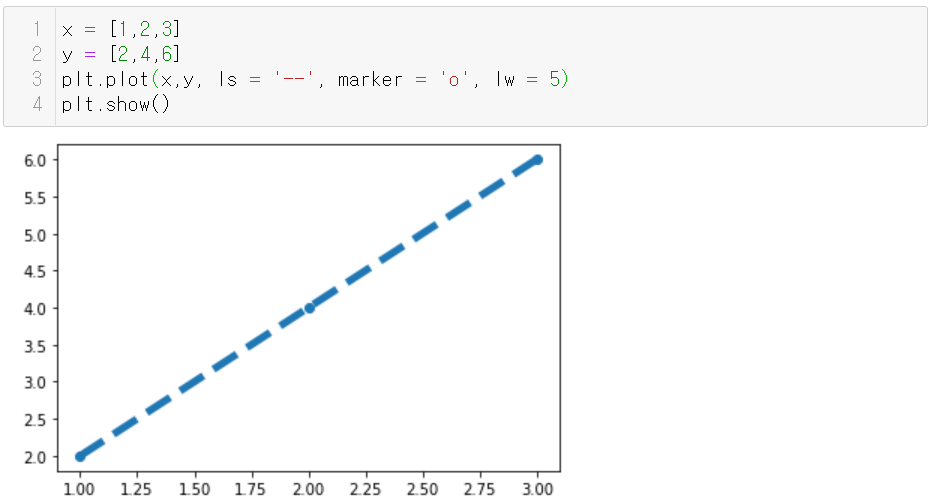 1 x = [1,2,3]
2 y = [2,4,6]
3 plt.plot(x,y, ls = '--', marker = 'o', lw = 5)
4 plt.show()
6.0
5.5
5.0
4.5
4.0
3.5
3.0
2.5
2.0
1.00 1.25 1.50 1.75 2.00 2.25 2.50 2.75 3.00